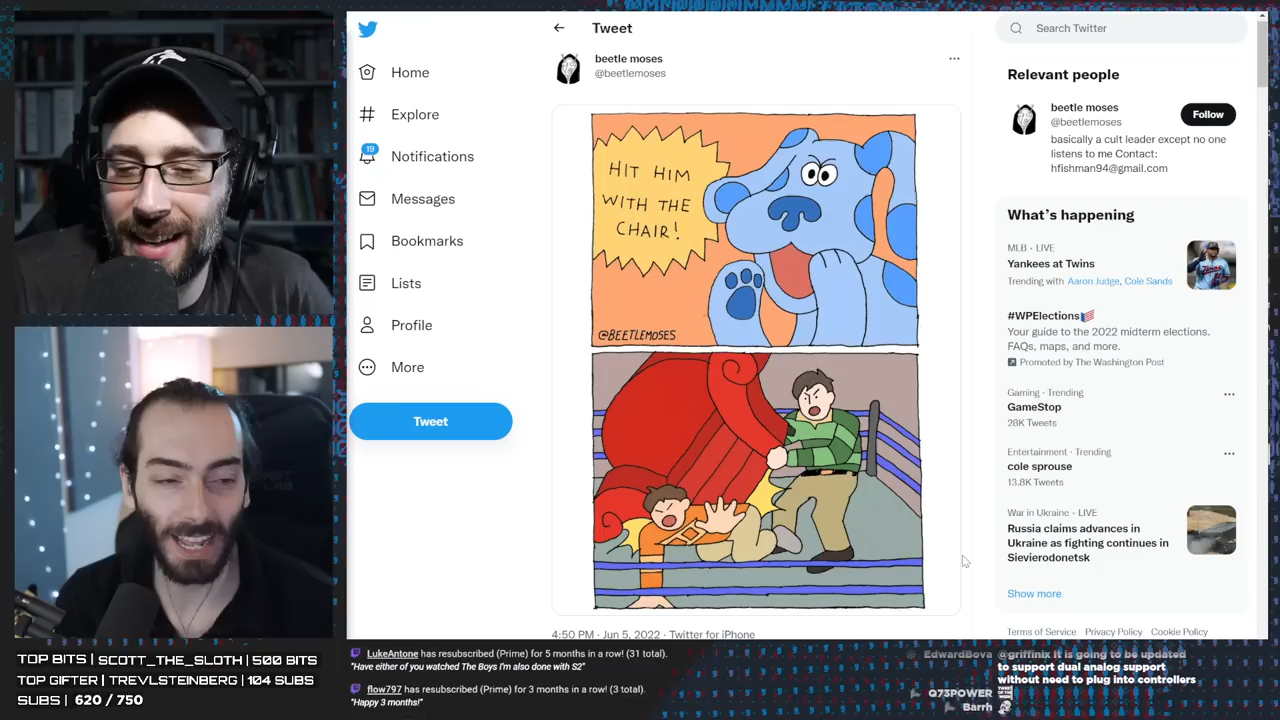 Home
Explore
19
Notifications
Messages
Bookmarks
Lists
Profile
More
Tweet
Tweet
beetle moses
@beetlemoses
HIT HIM
WITH THE
CHAIR!
@BEETLEMOSES
4:50 PM · Jun 5, 2022 · Twitter for iPhone
Search Twitter
Relevant people
beetle moses
@beetlemoses
Follow
basically a cult leader except no one
listens to me Contact:
hfishman94@gmail.com
What's happening
MLB · LIVE
Yankees at Twins
Trending with Aaron Judge, Cole Sands
#WPElections
Your guide to the 2022 midterm elections.
FAQs, maps, and more.
Promoted by The Washington Post
Gaming · Trending
GameStop
28K Tweets
Entertainment · Trending
cole sprouse
13.8K Tweets
War in Ukraine · LIVE
Russia claims advances in
Ukraine as fighting continues in
Sievierodonetsk
Show more
Terms of Service Privacy Policy Cookie Policy
TOP BITS | SCOTT_THE_SLOTH | 500 BITS
TOP GIFTER | TREVLSTEINBERG | 104 SUBS
SUBS | 620 / 750
LukeAntone has resubscribed (Prime) for 5 months in a row! (31 total).
"Have either of you watched The Boys I'm also done with S2"
flow797 has resubscribed (Prime) for 3 months in a row! (3 total).
"Happy 3 months!"
EdwardBova @griffinix It is going to be updated
to support dual analog support
without need to plug into controllers
Q73POWER
Barrh